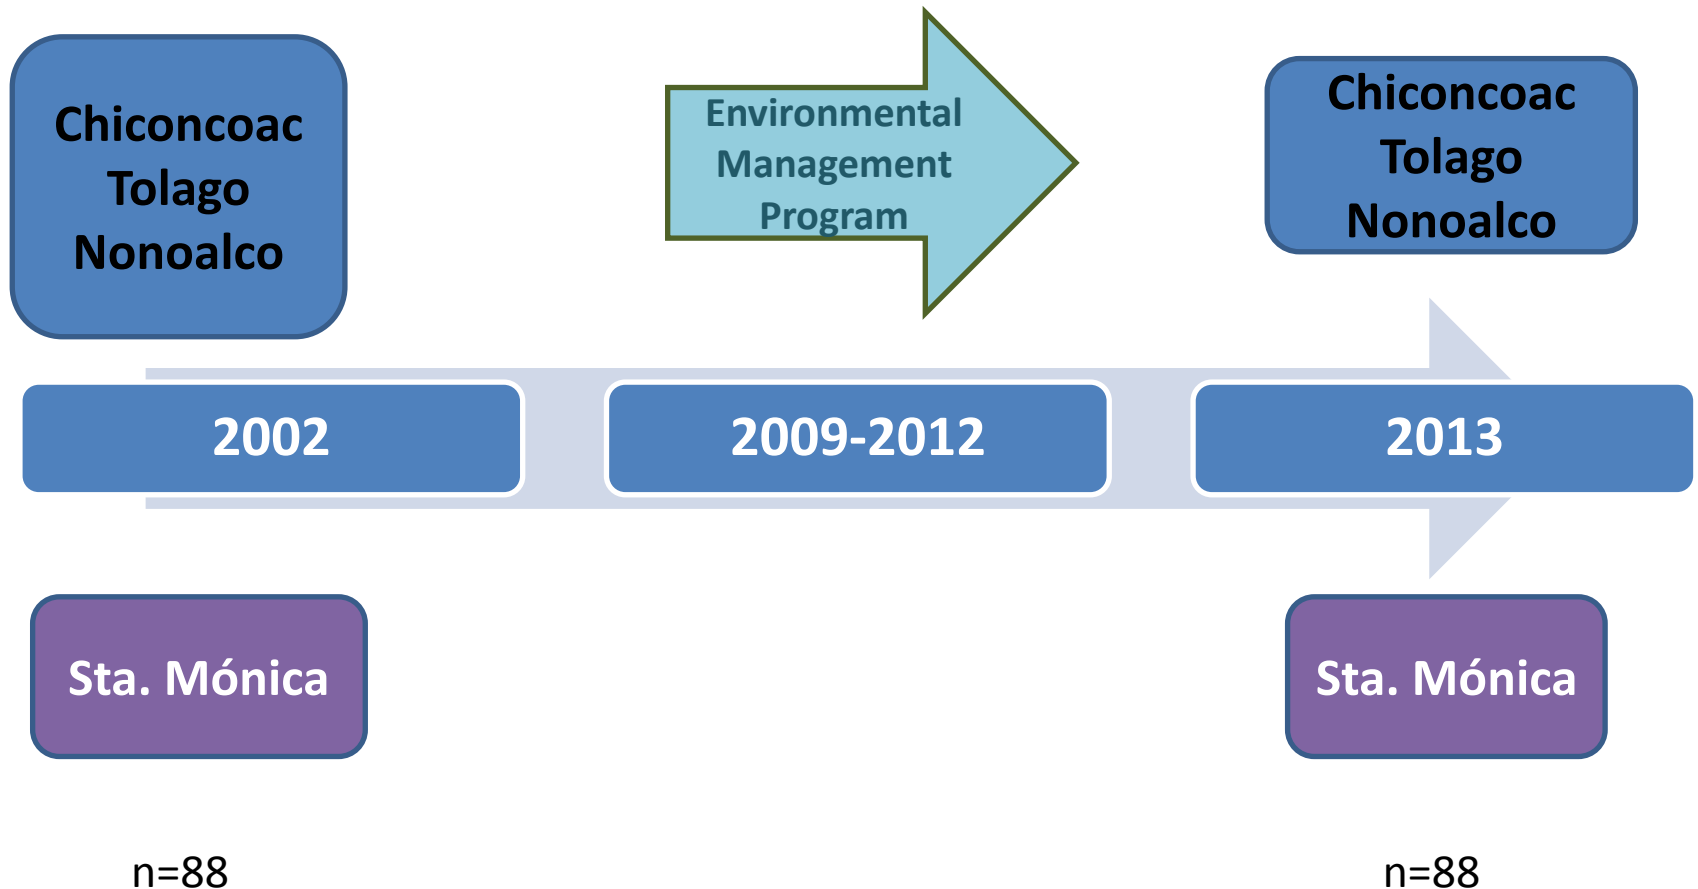 Chiconcoac
Tolago
Nonoalco
Environmental
Management
Program
Chiconcoac
Tolago
Nonoalco
2002
2009-2012
2013
Sta. Mónica
Sta. Mónica
n=88
n=88